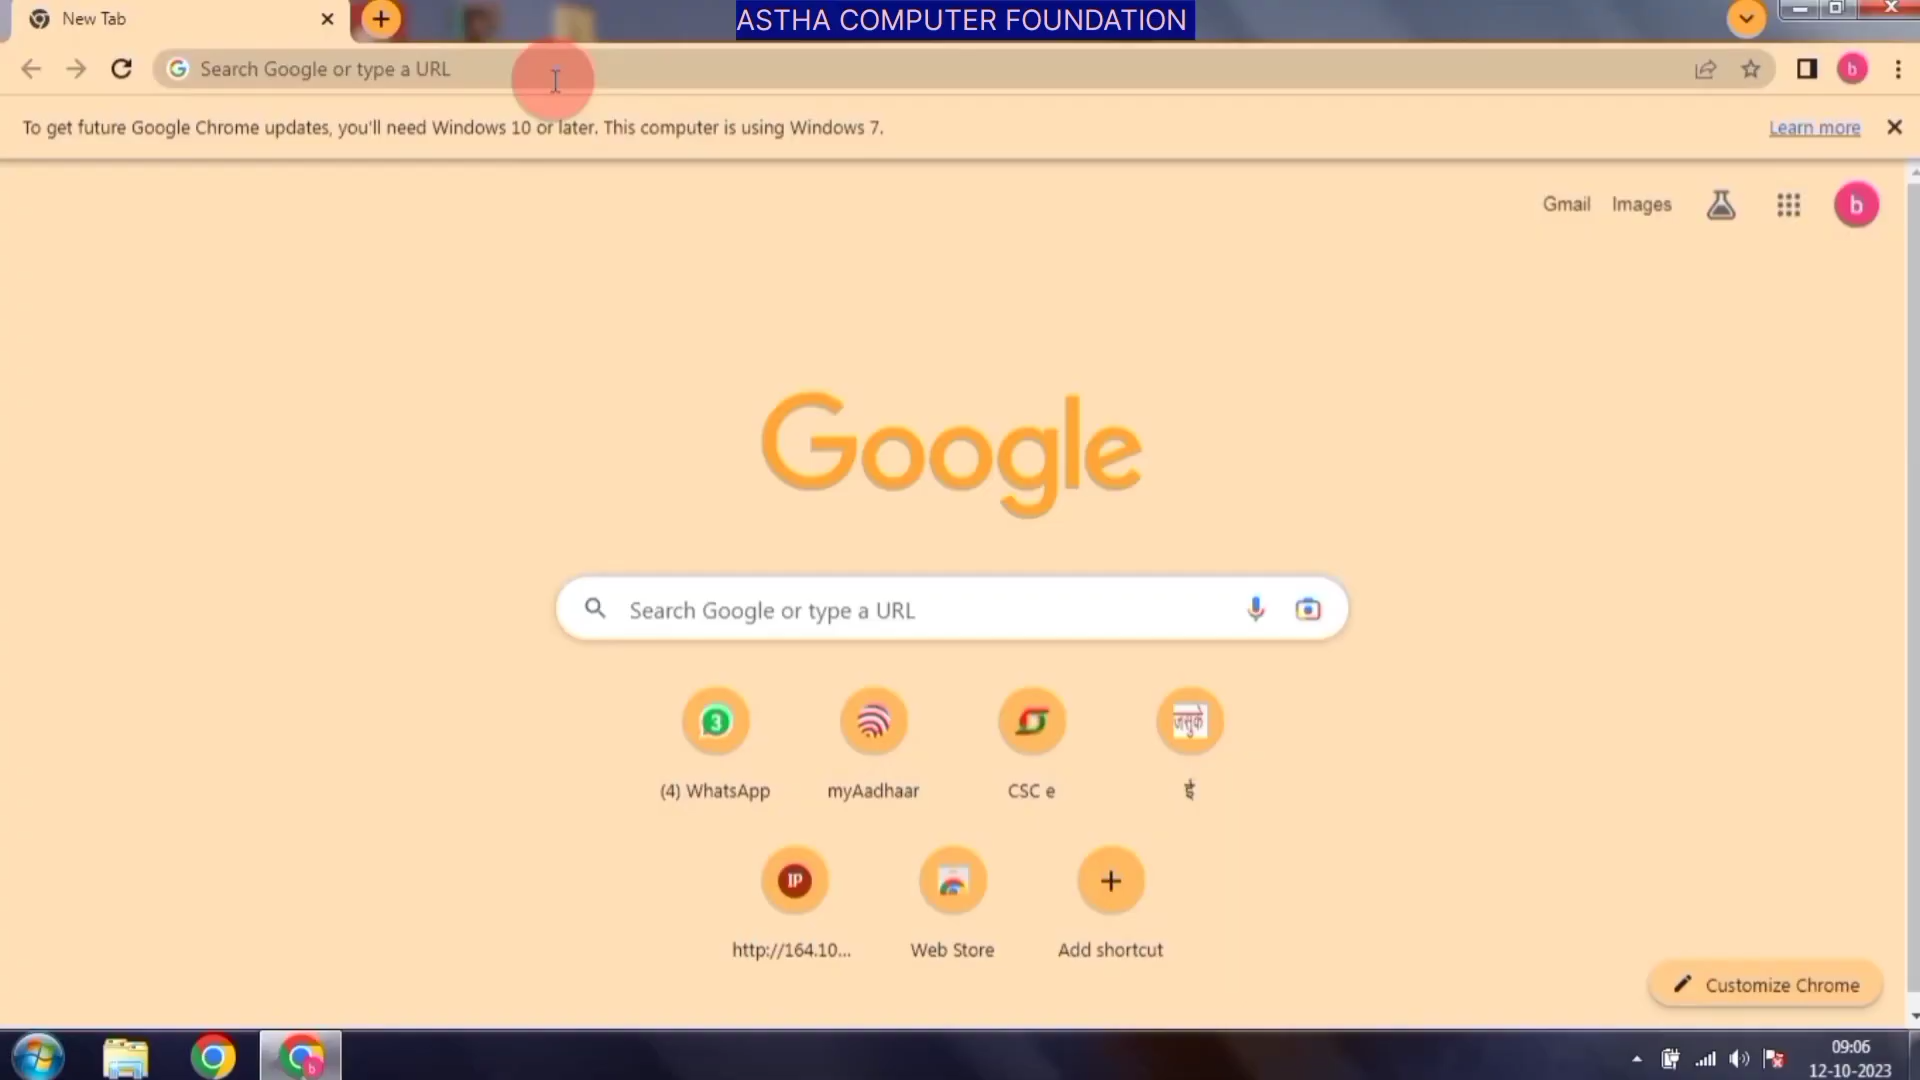 New Tab
ASTHA COMPUTER FOUNDATION
Search Google or type a URL
b
To get future Google Chrome updates, you'll need Windows 10 or later. This computer is using Windows 7.
Learn more
Gmail
Images
b
Google
Search Google or type a URL
3
जसुके
(4) WhatsApp
myAadhaar
CSC e
ई
IP
http://164.10...
Web Store
Add shortcut
Customize Chrome
b
09:06
12-10-2023